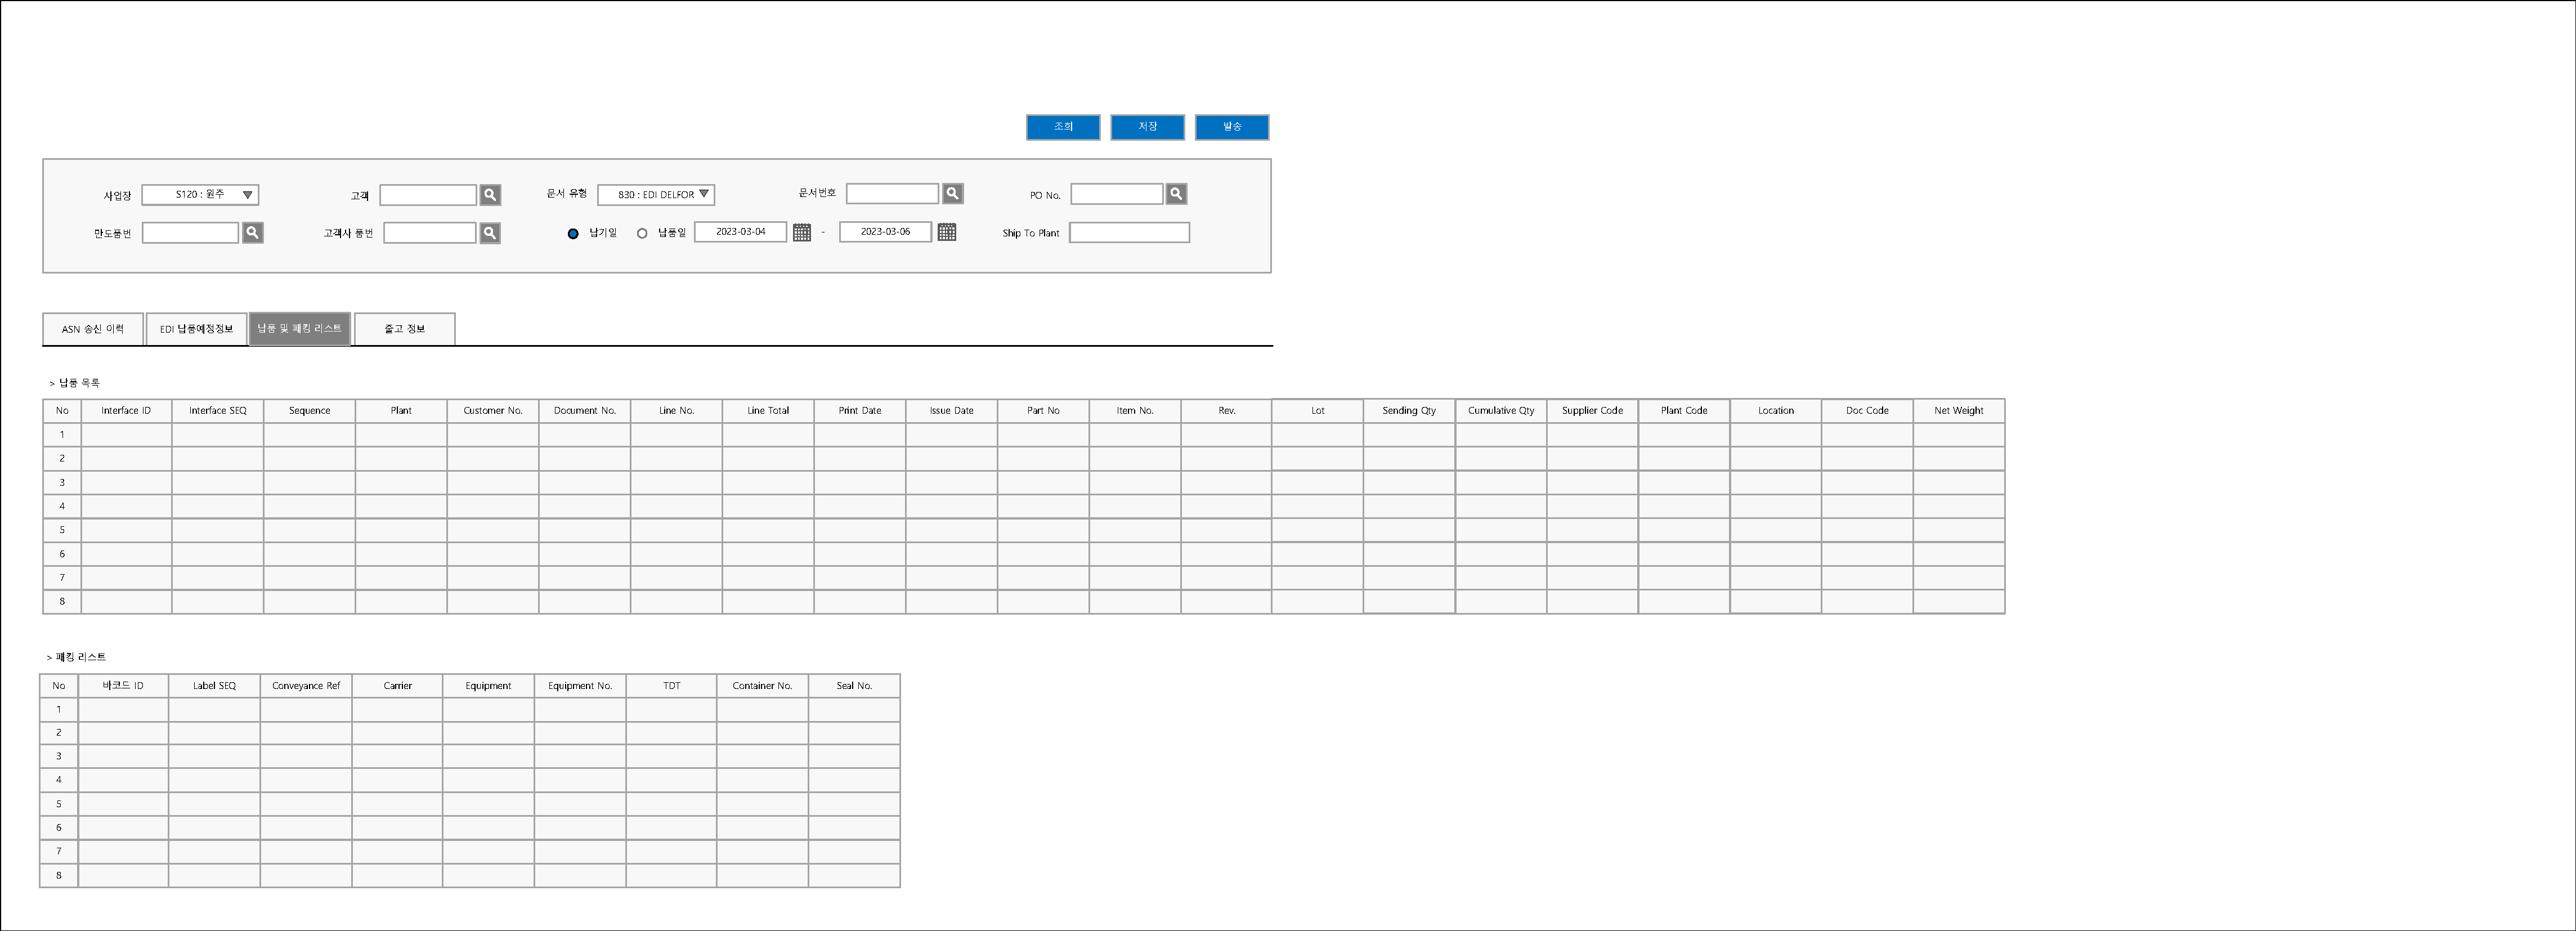 조회 저장 발송
사업장 S120 : 원주 고객 문서 유형 830 : EDI DELFOR 문서번호 PO No.
만도품번 고객사 품번 납기일 납품일 2023-03-04 - 2023-03-06 Ship To Plant
ASN 송신 이력 EDI 납품예정정보 납품 및 패킹 리스트 출고 정보
> 납품 목록
No Interface ID Interface SEQ Sequence Plant Customer No. Document No. Line No. Line Total Print Date Issue Date Part No Item No. Rev. Lot Sending Qty Cumulative Qty Supplier Code Plant Code Location Doc Code Net Weight
1
2
3
4
5
6
7
8
> 패킹 리스트
No 바코드 ID Label SEQ Conveyance Ref Carrier Equipment Equipment No. TDT Container No. Seal No.
1
2
3
4
5
6
7
8